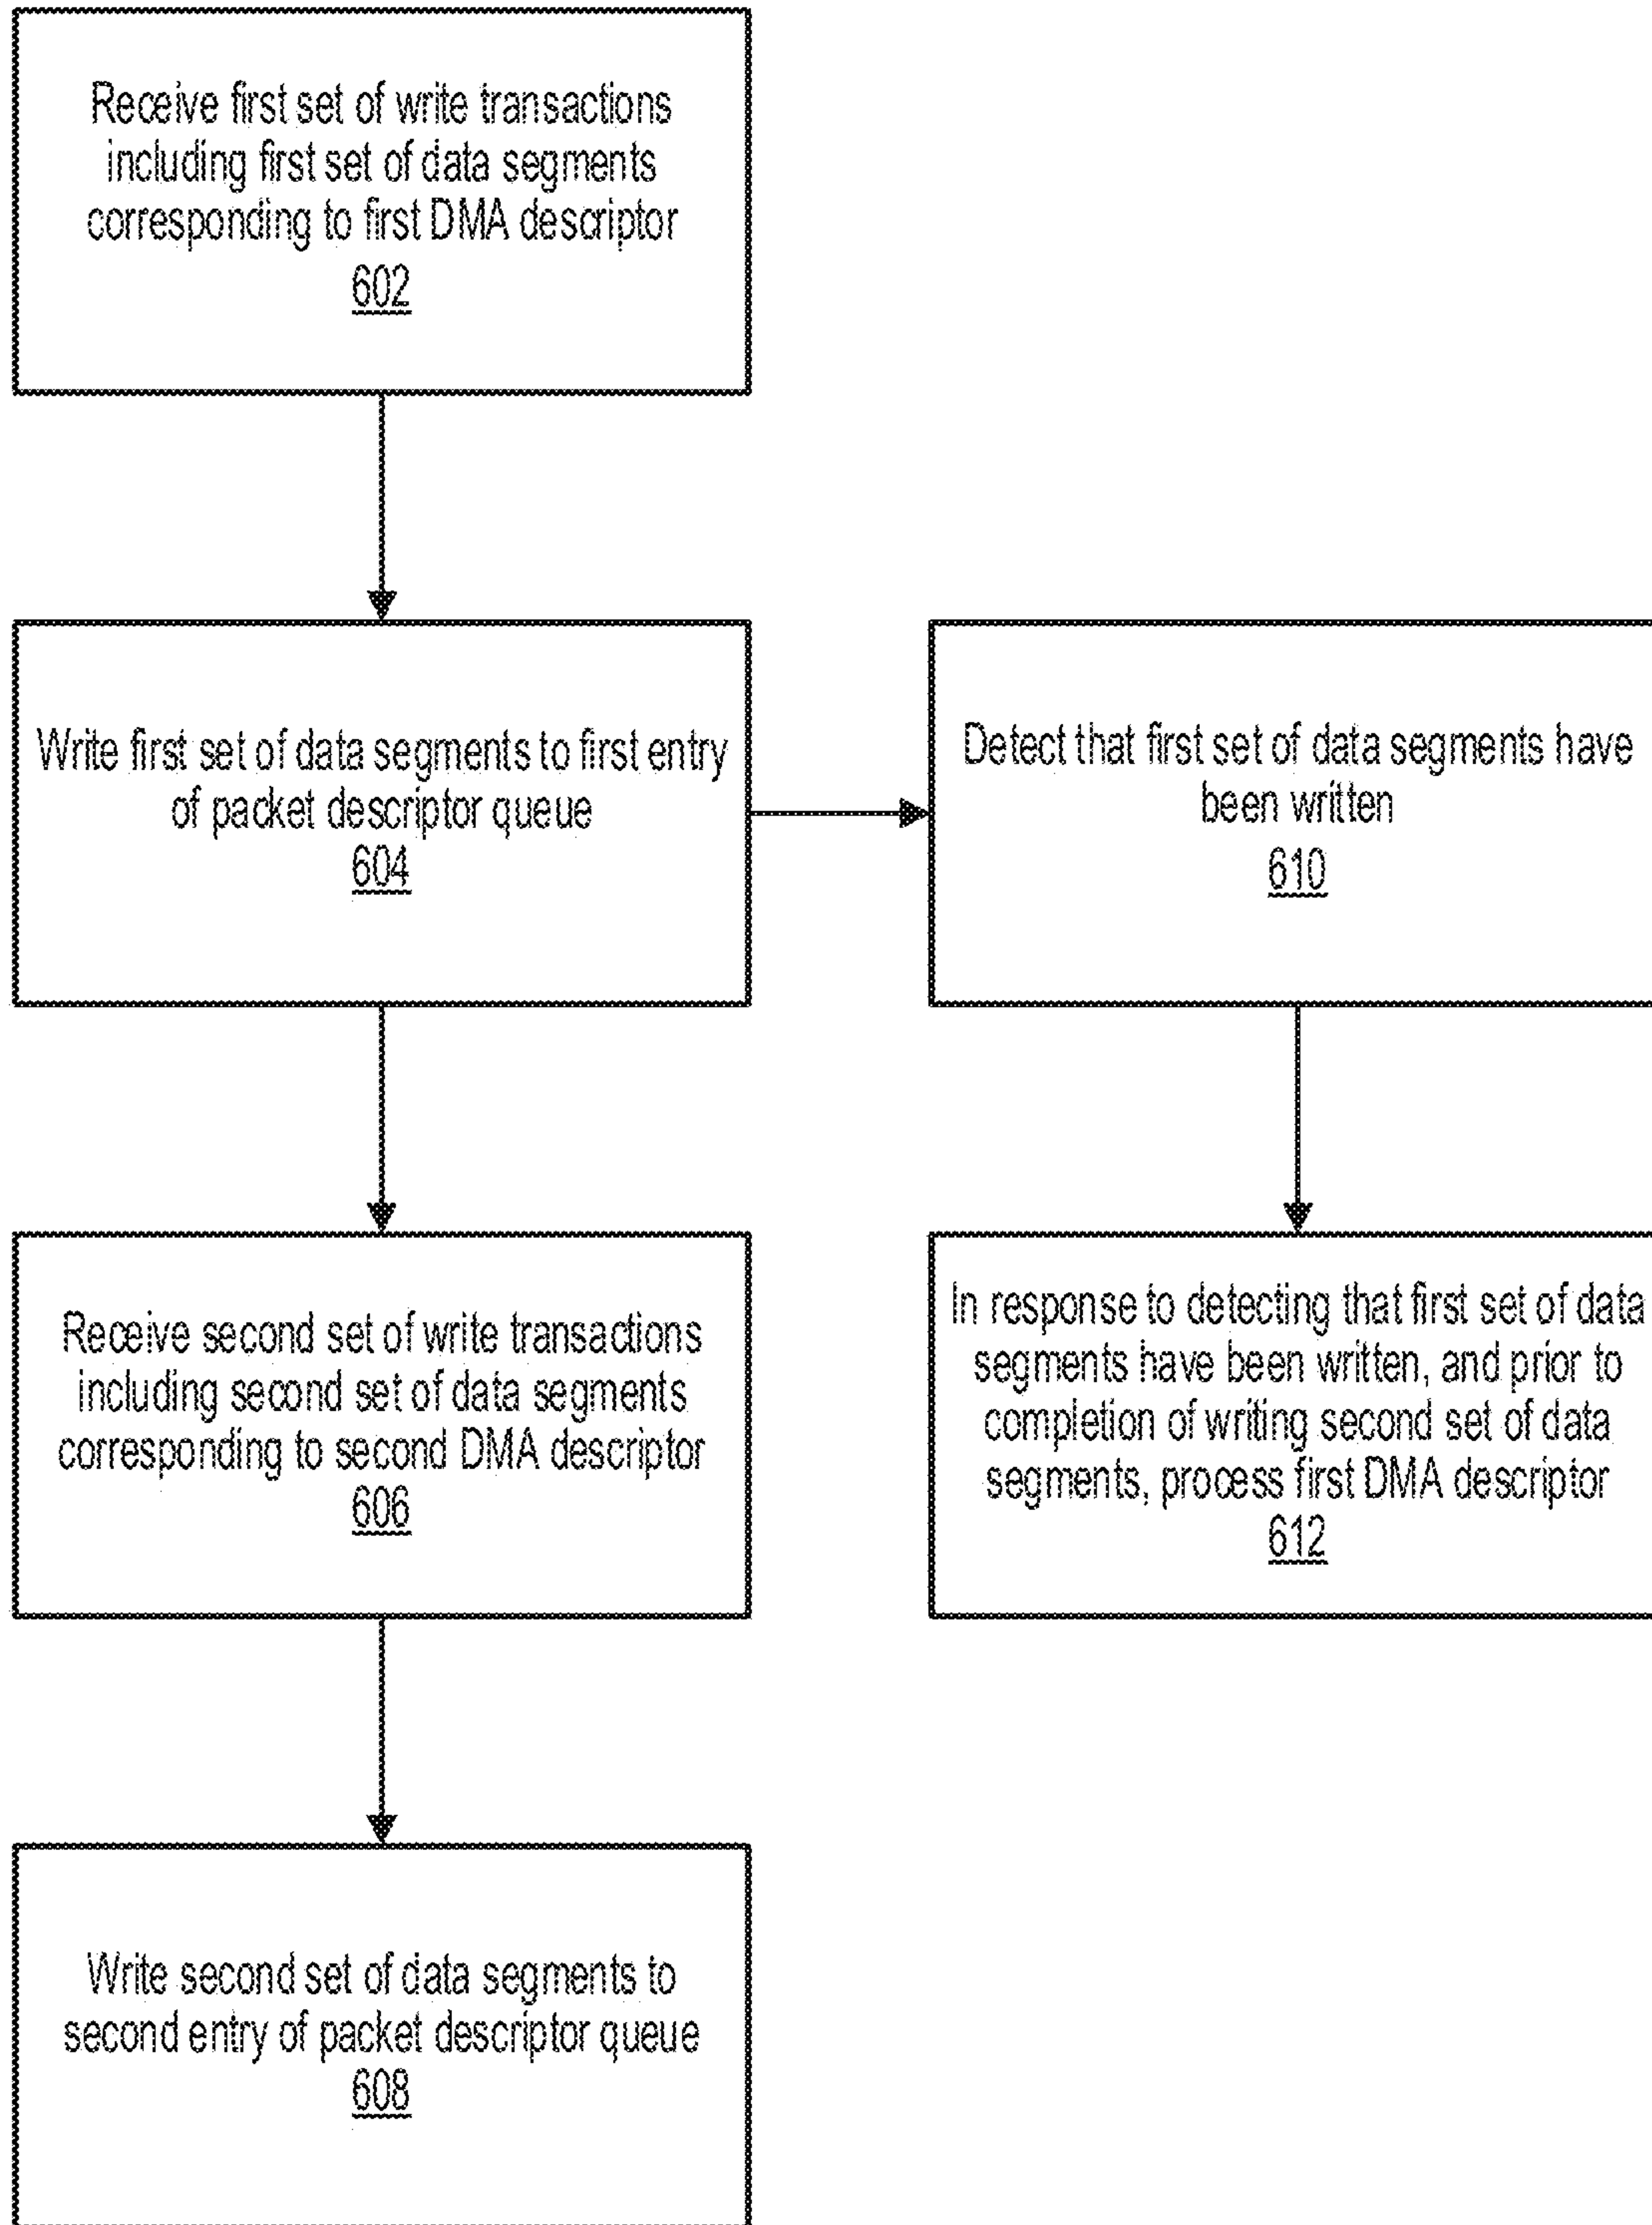 Receive first set of write transactions
including first set of data segments
corresponding to first DMA descriptor
602
Write first set of data segments to first entry
of packet descriptor queue
604
Detect that first set of data segments have
been written
610
Receive second set of write transactions
including second set of data segments
corresponding to second DMA descriptor
606
In response to detecting that first set of data
segments have been written, and prior to
completion of writing second set of data
segments, process first DMA descriptor
612
Write second set of data segments to
second entry of packet descriptor queue
608